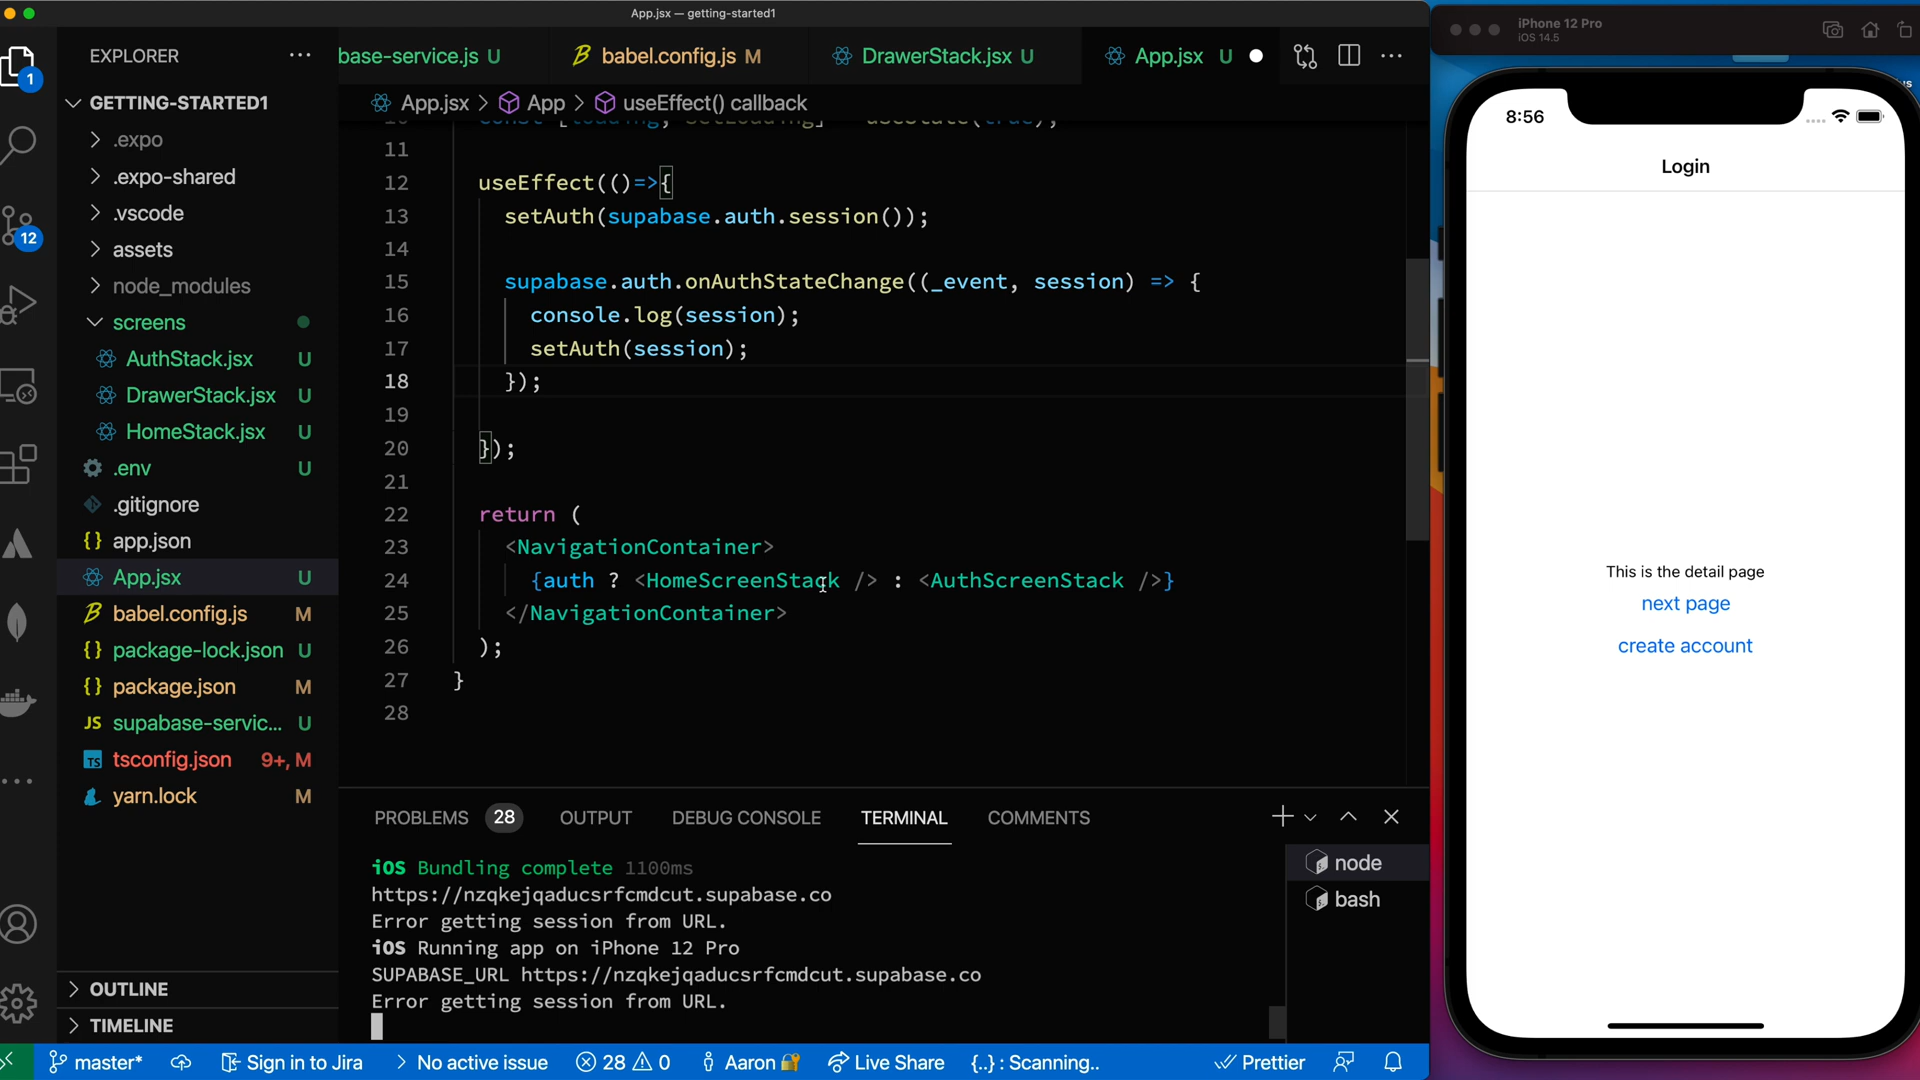 App.jsx — getting-started1
EXPLORER
base-service.js U
babel.config.js M
DrawerStack.jsx U
App.jsx U
App.jsx > App > useEffect() callback
GETTING-STARTED1
.expo
.expo-shared
.vscode
assets
node_modules
screens
AuthStack.jsx U
DrawerStack.jsx U
HomeStack.jsx U
.env U
.gitignore
app.json
App.jsx U
babel.config.js M
package-lock.json U
package.json M
supabase-servic... U
tsconfig.json 9+, M
yarn.lock M
OUTLINE
TIMELINE
1
12
10 const [loading, setLoading] = useState(true);
11
12 useEffect(()=>{
13 setAuth(supabase.auth.session());
14
15 supabase.auth.onAuthStateChange((_event, session) => {
16 console.log(session);
17 setAuth(session);
18 });
19
20 });
21
22 return (
23 <NavigationContainer>
24 {auth ? <HomeScreenStack /> : <AuthScreenStack />}
25 </NavigationContainer>
26 );
27 }
28
PROBLEMS 28 OUTPUT DEBUG CONSOLE TERMINAL COMMENTS
iOS Bundling complete 1100ms
https://nzqkejqaducsrfcmdcut.supabase.co
Error getting session from URL.
iOS Running app on iPhone 12 Pro
SUPABASE_URL https://nzqkejqaducsrfcmdcut.supabase.co
Error getting session from URL.
node
bash
master* Sign in to Jira > No active issue 28 0 Aaron Live Share {..} : Scanning.. Prettier
iPhone 12 Pro
iOS 14.5
8:56
Login
This is the detail page
next page
create account